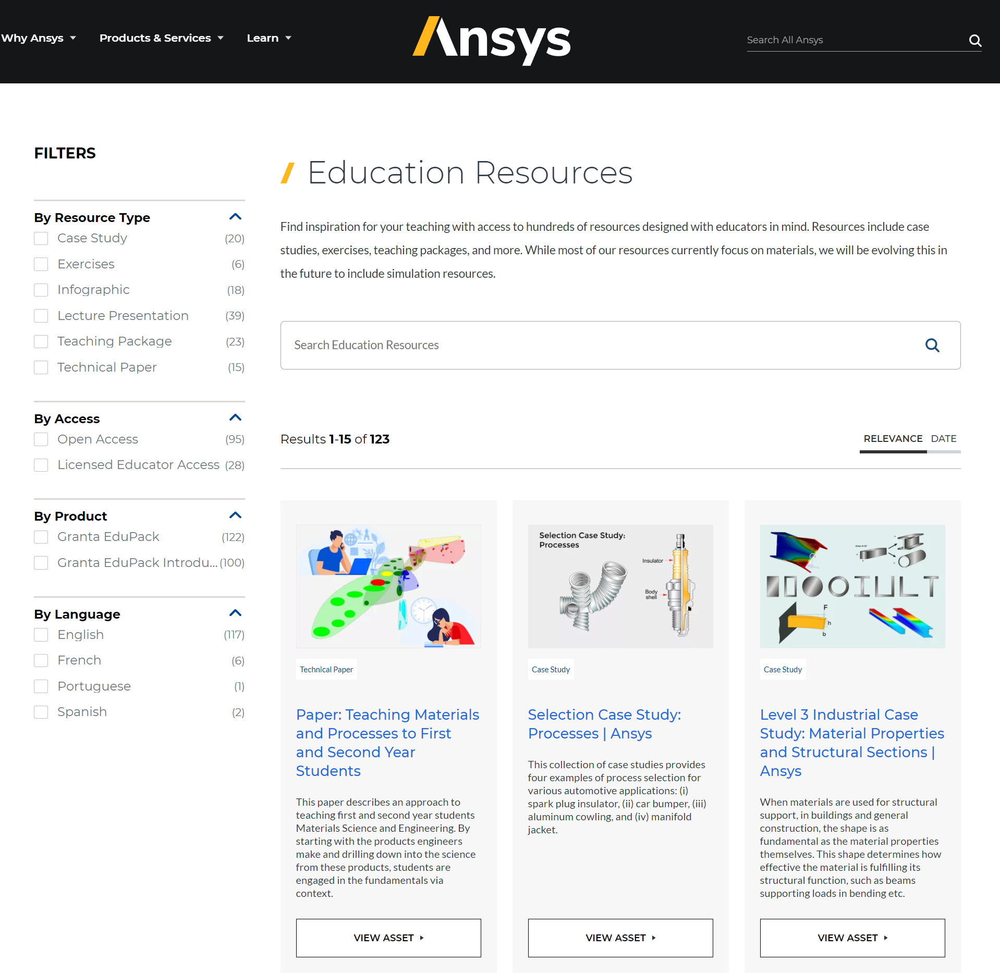 Why Ansys
Products & Services
Learn
Ansys
Search All Ansys
FILTERS
By Resource Type
Case Study (20)
Exercises (6)
Infographic (18)
Lecture Presentation (39)
Teaching Package (23)
Technical Paper (15)
By Access
Open Access (95)
Licensed Educator Access (28)
By Product
Granta EduPack (122)
Granta EduPack Introdu... (100)
By Language
English (117)
French (6)
Portuguese (1)
Spanish (2)
Education Resources
Find inspiration for your teaching with access to hundreds of resources designed with educators in mind. Resources include case
studies, exercises, teaching packages, and more. While most of our resources currently focus on materials, we will be evolving this in
the future to include simulation resources.
Search Education Resources
Results 1-15 of 123
RELEVANCE DATE
Technical Paper
Paper: Teaching Materials
and Processes to First
and Second Year
Students
This paper describes an approach to
teaching first and second year students
Materials Science and Engineering. By
starting with the products engineers
make and drilling down into the science
from these products, students are
engaged in the fundamentals via
context.
VIEW ASSET
Selection Case Study:
Processes
Insulator
Body
shell
Case Study
Selection Case Study:
Processes | Ansys
This collection of case studies provides
four examples of process selection for
various automotive applications: (i)
spark plug insulator, (ii) car bumper, (iii)
aluminum cowling, and (iv) manifold
jacket.
VIEW ASSET
F
h
b
Case Study
Level 3 Industrial Case
Study: Material Properties
and Structural Sections |
Ansys
When materials are used for structural
support, in buildings and general
construction, the shape is as
fundamental as the material properties
themselves. This shape determines how
effective the material is fulfilling its
structural function, such as beams
supporting loads in bending etc.
VIEW ASSET